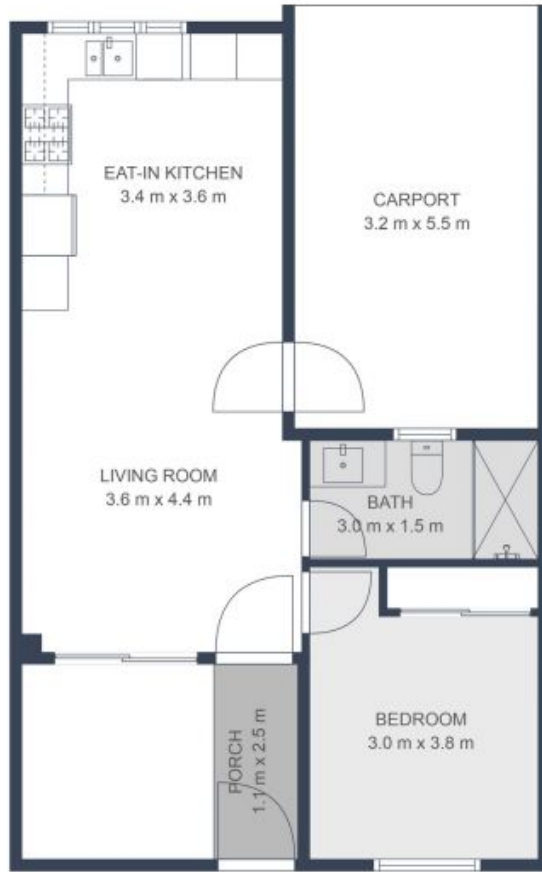 EAT-IN KITCHEN
3.4 m x 3.6 m
CARPORT
3.2 m x 5.5 m
LIVING ROOM
3.6 m x 4.4 m
BATH
3.0 m x 1.5 m
BEDROOM
3.0 m x 3.8 m
PORCH
1.1 m x 2.5 m